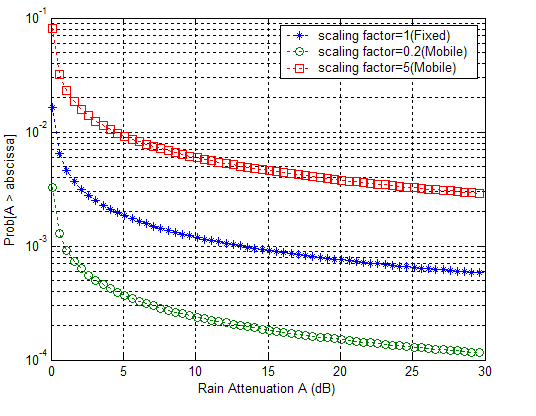 scaling factor=1(Fixed)
scaling factor=0.2(Mobile)
scaling factor=5(Mobile)
Prob[A > abscissa]
10^-1
10^-2
10^-3
10^-4
0 5 10 15 20 25 30
Rain Attenuation A (dB)